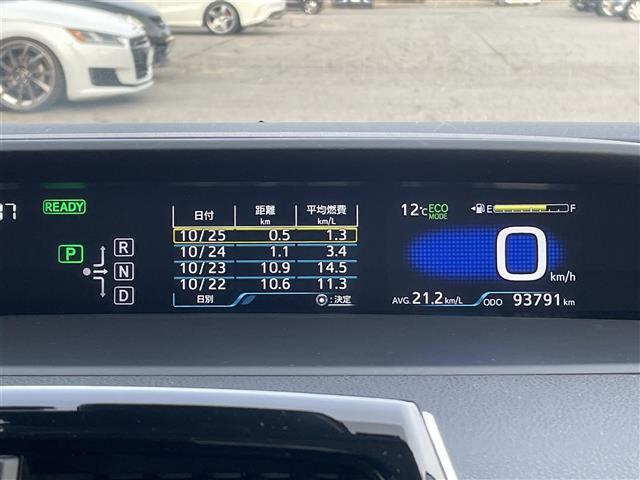 READY
P
R
N
D
日付 距離 km 平均燃費 km/L
10/25 0.5 1.3
10/24 1.1 3.4
10/23 10.9 14.5
10/22 10.6 11.3
日別 :決定
12℃ ECO MODE
E F
0 km/h
AVG. 21.2 km/L ODO 93791 km